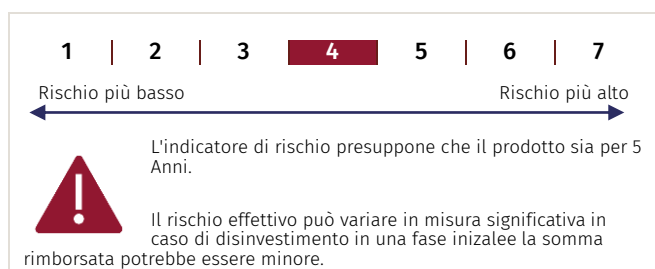 1 | 2 | 3 | 4 | 5 | 6 | 7
Rischio più basso Rischio più alto
L'indicatore di rischio presuppone che il prodotto sia per 5
Anni.
Il rischio effettivo può variare in misura significativa in
caso di disinvestimento in una fase inizalee la somma
rimborsata potrebbe essere minore.